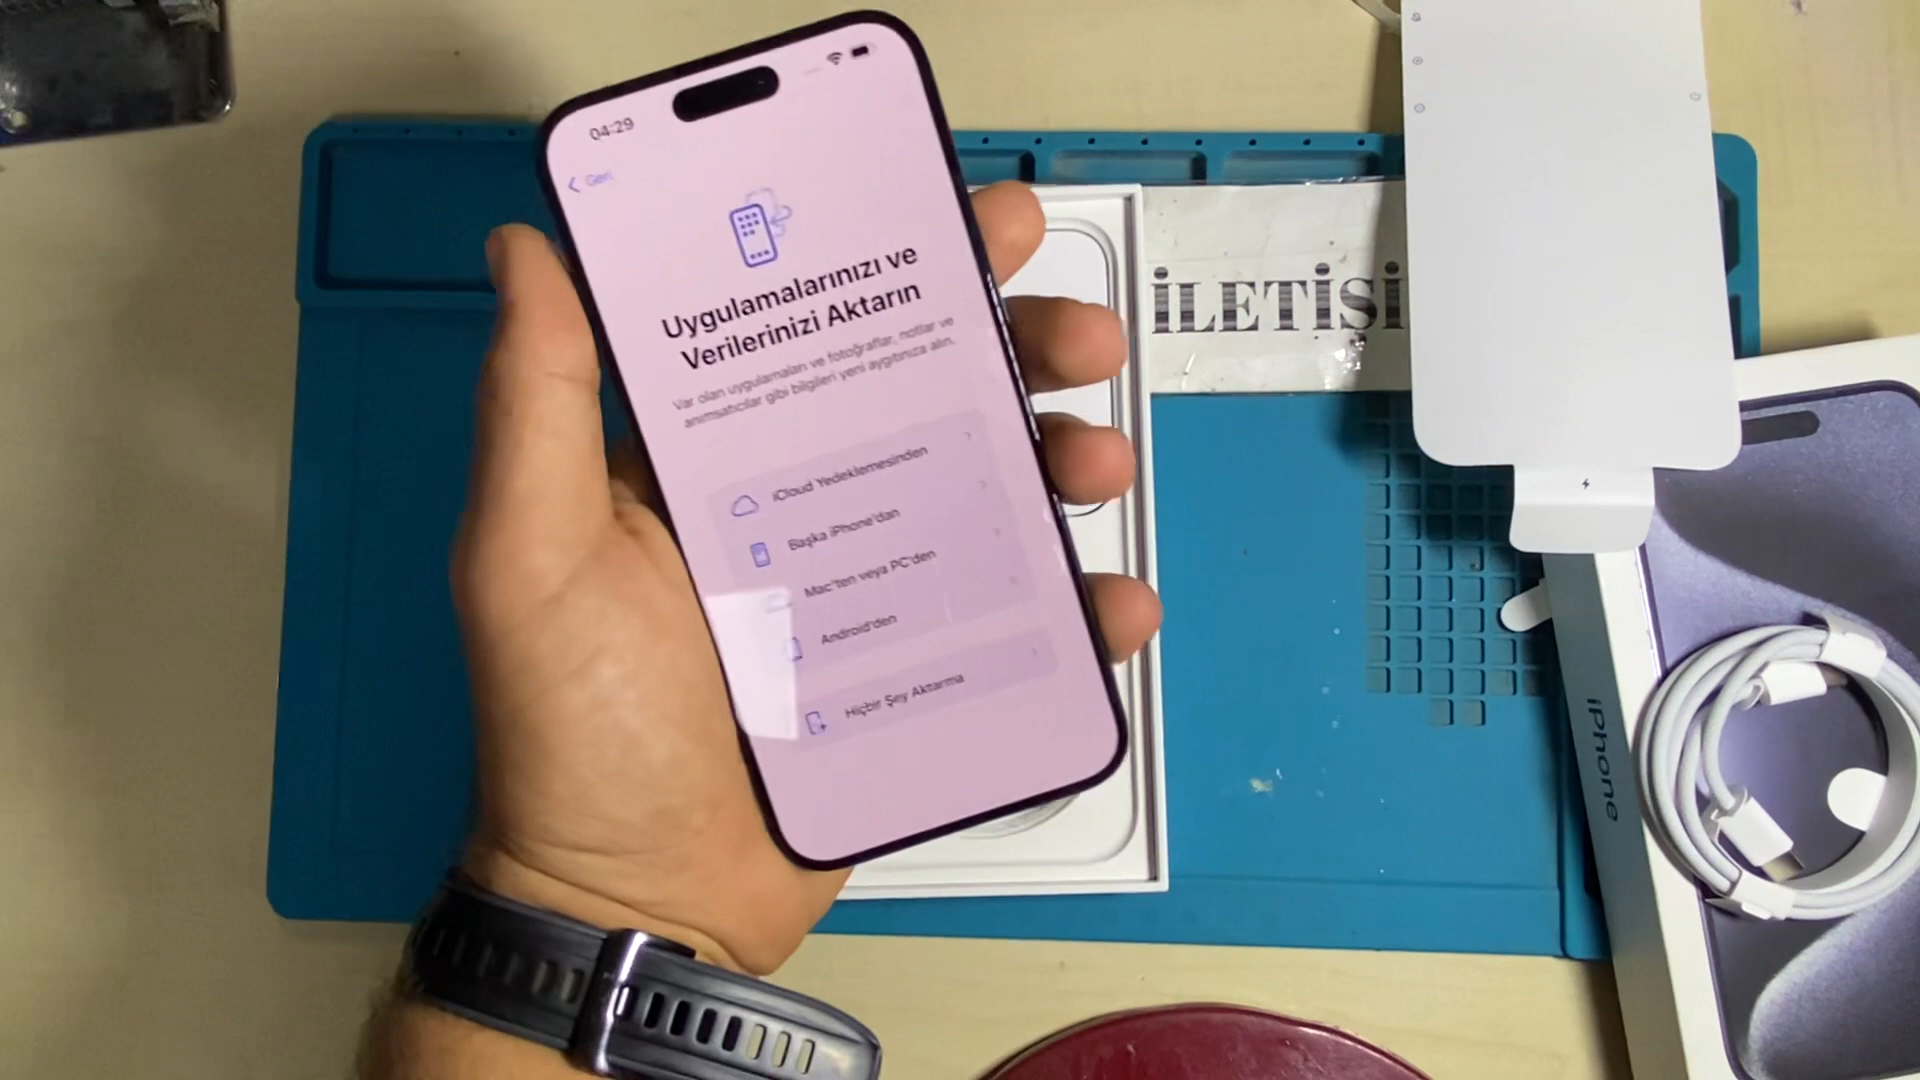 04:29
Geri
Uygulamalarınızı ve
Verilerinizi Aktarın
Var olan uygulamaları ve fotoğraflar, notlar ve
anımsatıcılar gibi bilgileri yeni aygıtınıza alın.
iCloud Yedeklemesinden
Başka iPhone'dan
Mac'ten veya PC'den
Android'den
Hiçbir Şey Aktarma
İLETİŞİ
iPhone